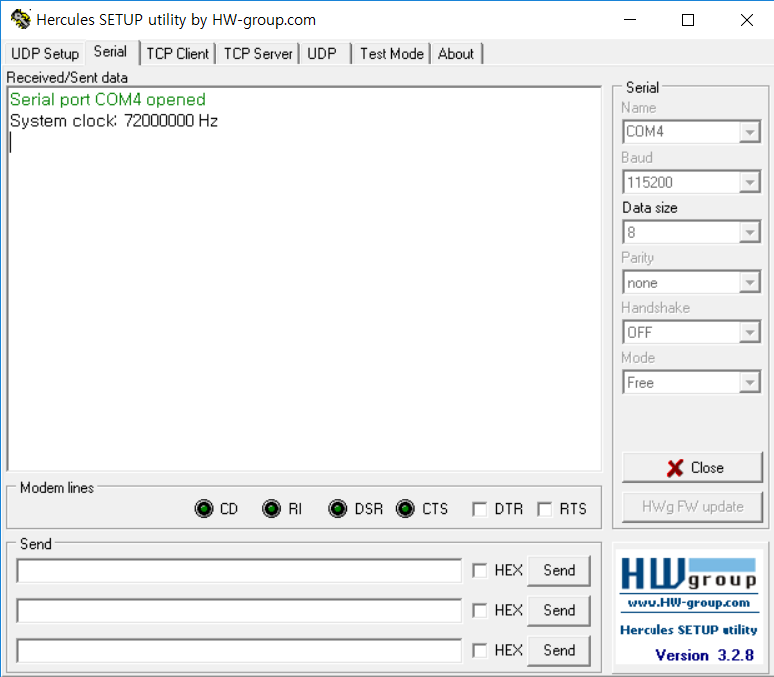 Hercules SETUP utility by HW-group.com
UDP Setup Serial TCP Client TCP Server UDP Test Mode About
Received/Sent data
Serial port COM4 opened
System clock: 72000000 Hz
Serial
Name
COM4
Baud
115200
Data size
8
Parity
none
Handshake
OFF
Mode
Free
Close
HWg FW update
Modem lines
CD RI DSR CTS DTR RTS
Send
HEX Send
HEX Send
HEX Send
HW group
www.HW-group.com
Hercules SETUP utility
Version 3.2.8